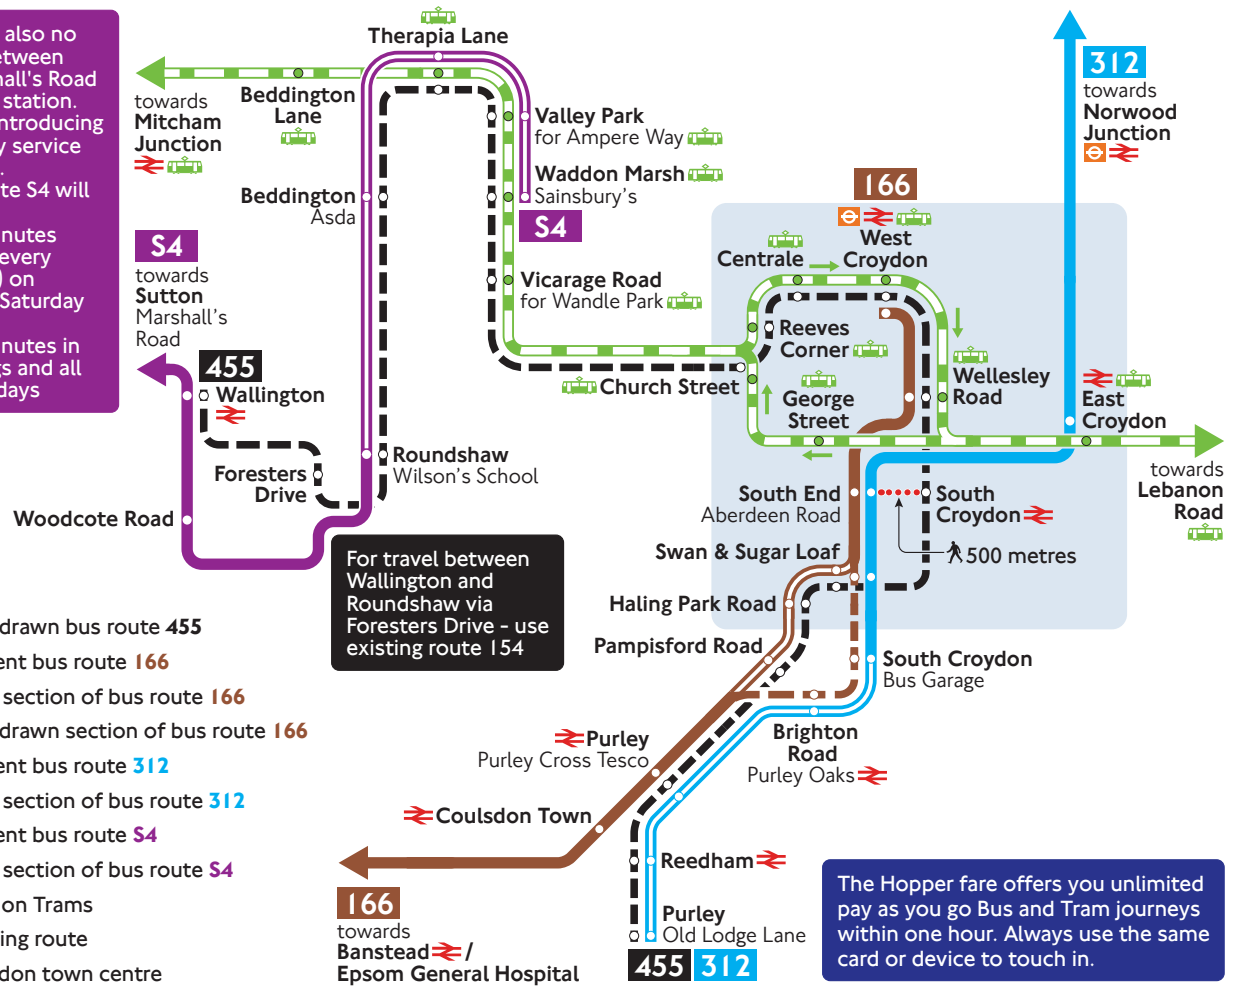 also no
etween
hall's Road
station.
ntroducing
y service
.
te S4 will
nutes
every
) on
Saturday
nutes in
gs and all
days
Therapia Lane
towards
Mitcham
Junction
Beddington
Lane
Valley Park
for Ampere Way
Waddon Marsh
Sainsbury's
S4
Beddington
Asda
S4
towards
Sutton
Marshall's
Road
455
Wallington
Foresters
Drive
Woodcote Road
Roundshaw
Wilson's School
Vicarage Road
for Wandle Park
Church Street
312
towards
Norwood
Junction
166
West
Croydon
Centrale
Reeves
Corner
George
Street
Wellesley
Road
East
Croydon
towards
Lebanon
Road
South End
Aberdeen Road
South
Croydon
500 metres
Swan & Sugar Loaf
Haling Park Road
Pampisford Road
South Croydon
Bus Garage
Brighton
Road
Purley Oaks
Purley
Purley Cross Tesco
Coulsdon Town
166
towards
Banstead /
Epsom General Hospital
Reedham
Purley
Old Lodge Lane
455 312
For travel between
Wallington and
Roundshaw via
Foresters Drive - use
existing route 154
drawn bus route 455
ent bus route 166
section of bus route 166
drawn section of bus route 166
ent bus route 312
section of bus route 312
ent bus route S4
section of bus route S4
on Trams
ing route
don town centre
The Hopper fare offers you unlimited
pay as you go Bus and Tram journeys
within one hour. Always use the same
card or device to touch in.